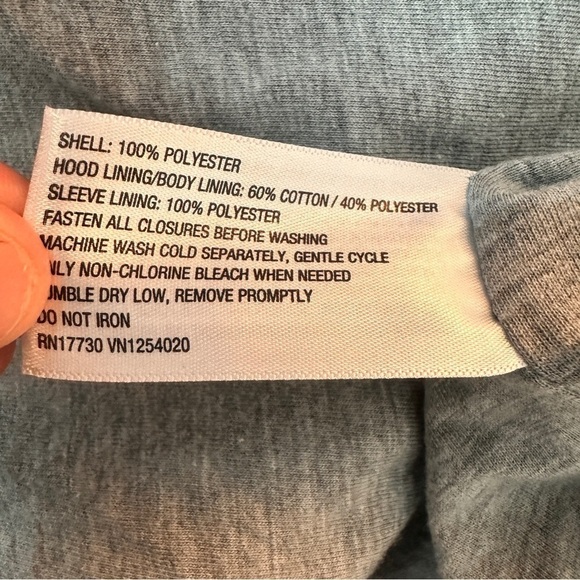 SHELL: 100% POLYESTER
HOOD LINING/BODY LINING: 60% COTTON / 40% POLYESTER
SLEEVE LINING: 100% POLYESTER
FASTEN ALL CLOSURES BEFORE WASHING
MACHINE WASH COLD SEPARATELY, GENTLE CYCLE
NLY NON-CHLORINE BLEACH WHEN NEEDED
UMBLE DRY LOW, REMOVE PROMPTLY
DO NOT IRON
RN17730 VN1254020